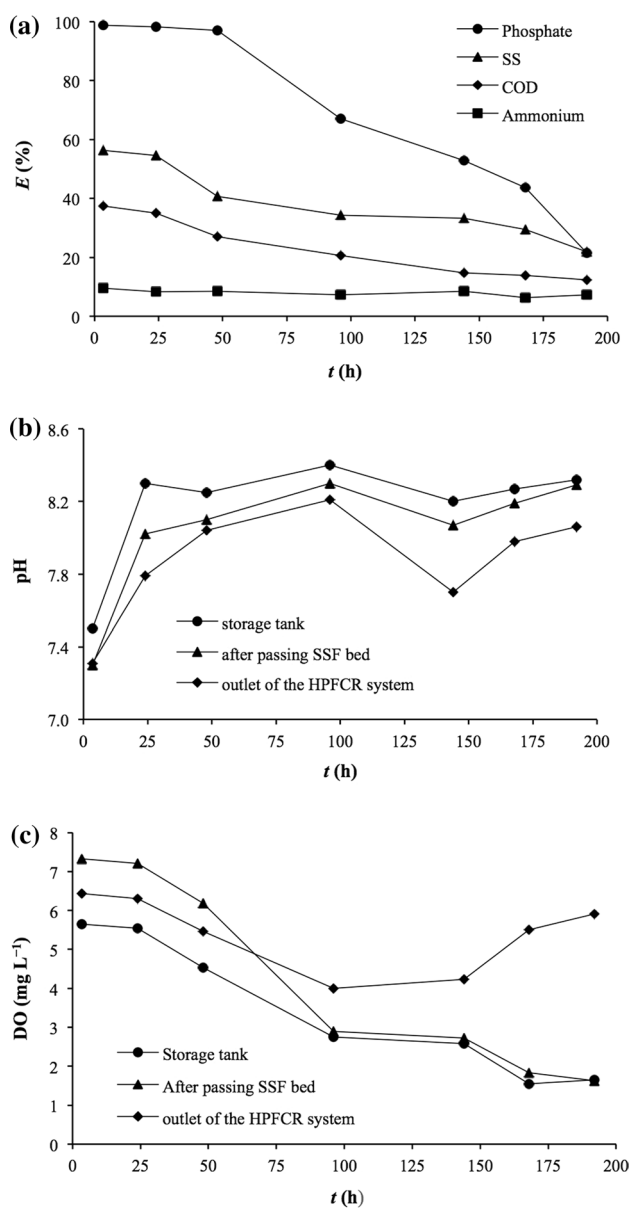 (a)
100
80
60
40
20
0
E (%)
Phosphate
SS
COD
Ammonium
0 25 50 75 100 125 150 175 200
t (h)
(b)
8.6
8.2
7.8
7.4
7.0
pH
storage tank
after passing SSF bed
outlet of the HPFCR system
0 25 50 75 100 125 150 175 200
t (h)
(c)
8
7
6
5
4
3
2
1
0
DO (mg L⁻¹)
Storage tank
After passing SSF bed
outlet of the HPFCR system
0 25 50 75 100 125 150 175 200
t (h)